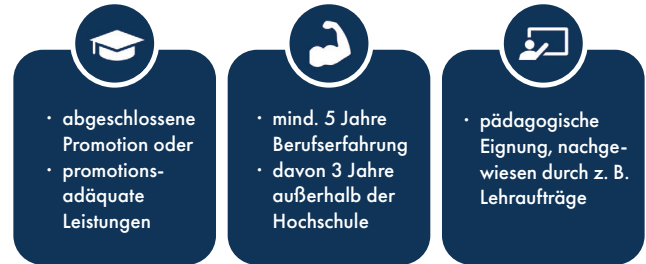 · abgeschlossene
Promotion oder
· promotions-
adäquate
Leistungen
· mind. 5 Jahre
Berufserfahrung
· davon 3 Jahre
außerhalb der
Hochschule
· pädagogische
Eignung, nachge-
wiesen durch z. B.
Lehraufträge